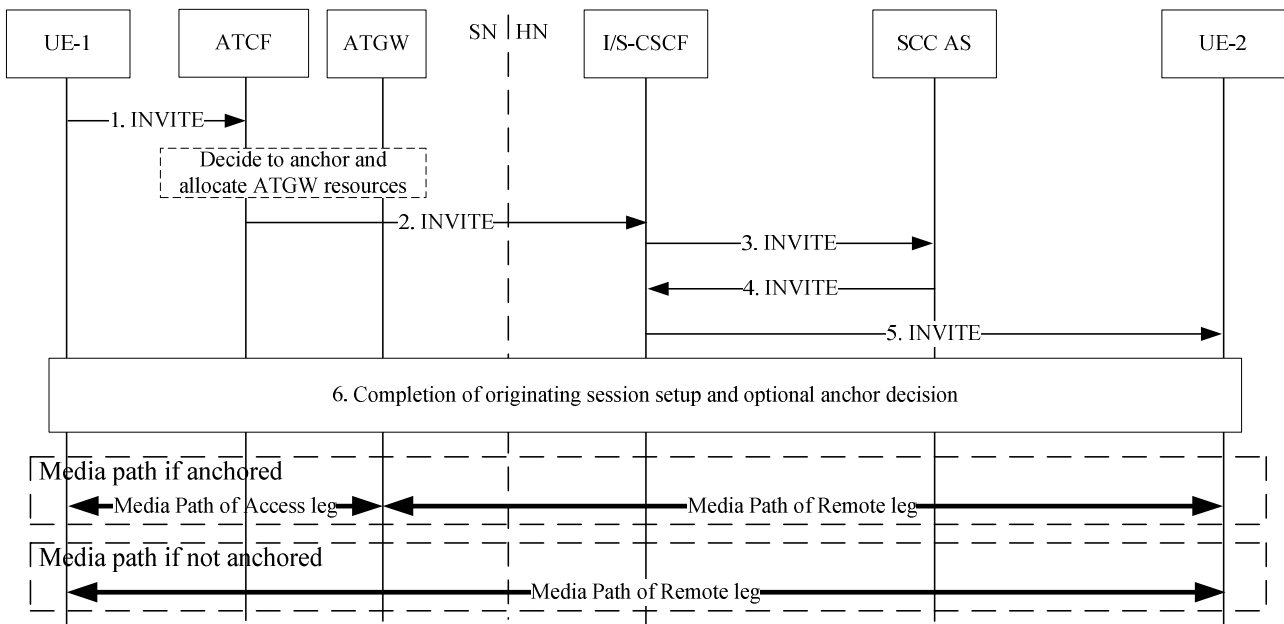 UE-1
ATCF
ATGW
SN
HN
I/S-CSCF
SCC AS
UE-2
1. INVITE
Decide to anchor and
allocate ATGW resources
2. INVITE
3. INVITE
4. INVITE
5. INVITE
6. Completion of originating session setup and optional anchor decision
Media path if anchored
Media Path of Access leg
Media Path of Remote leg
Media path if not anchored
Media Path of Remote leg